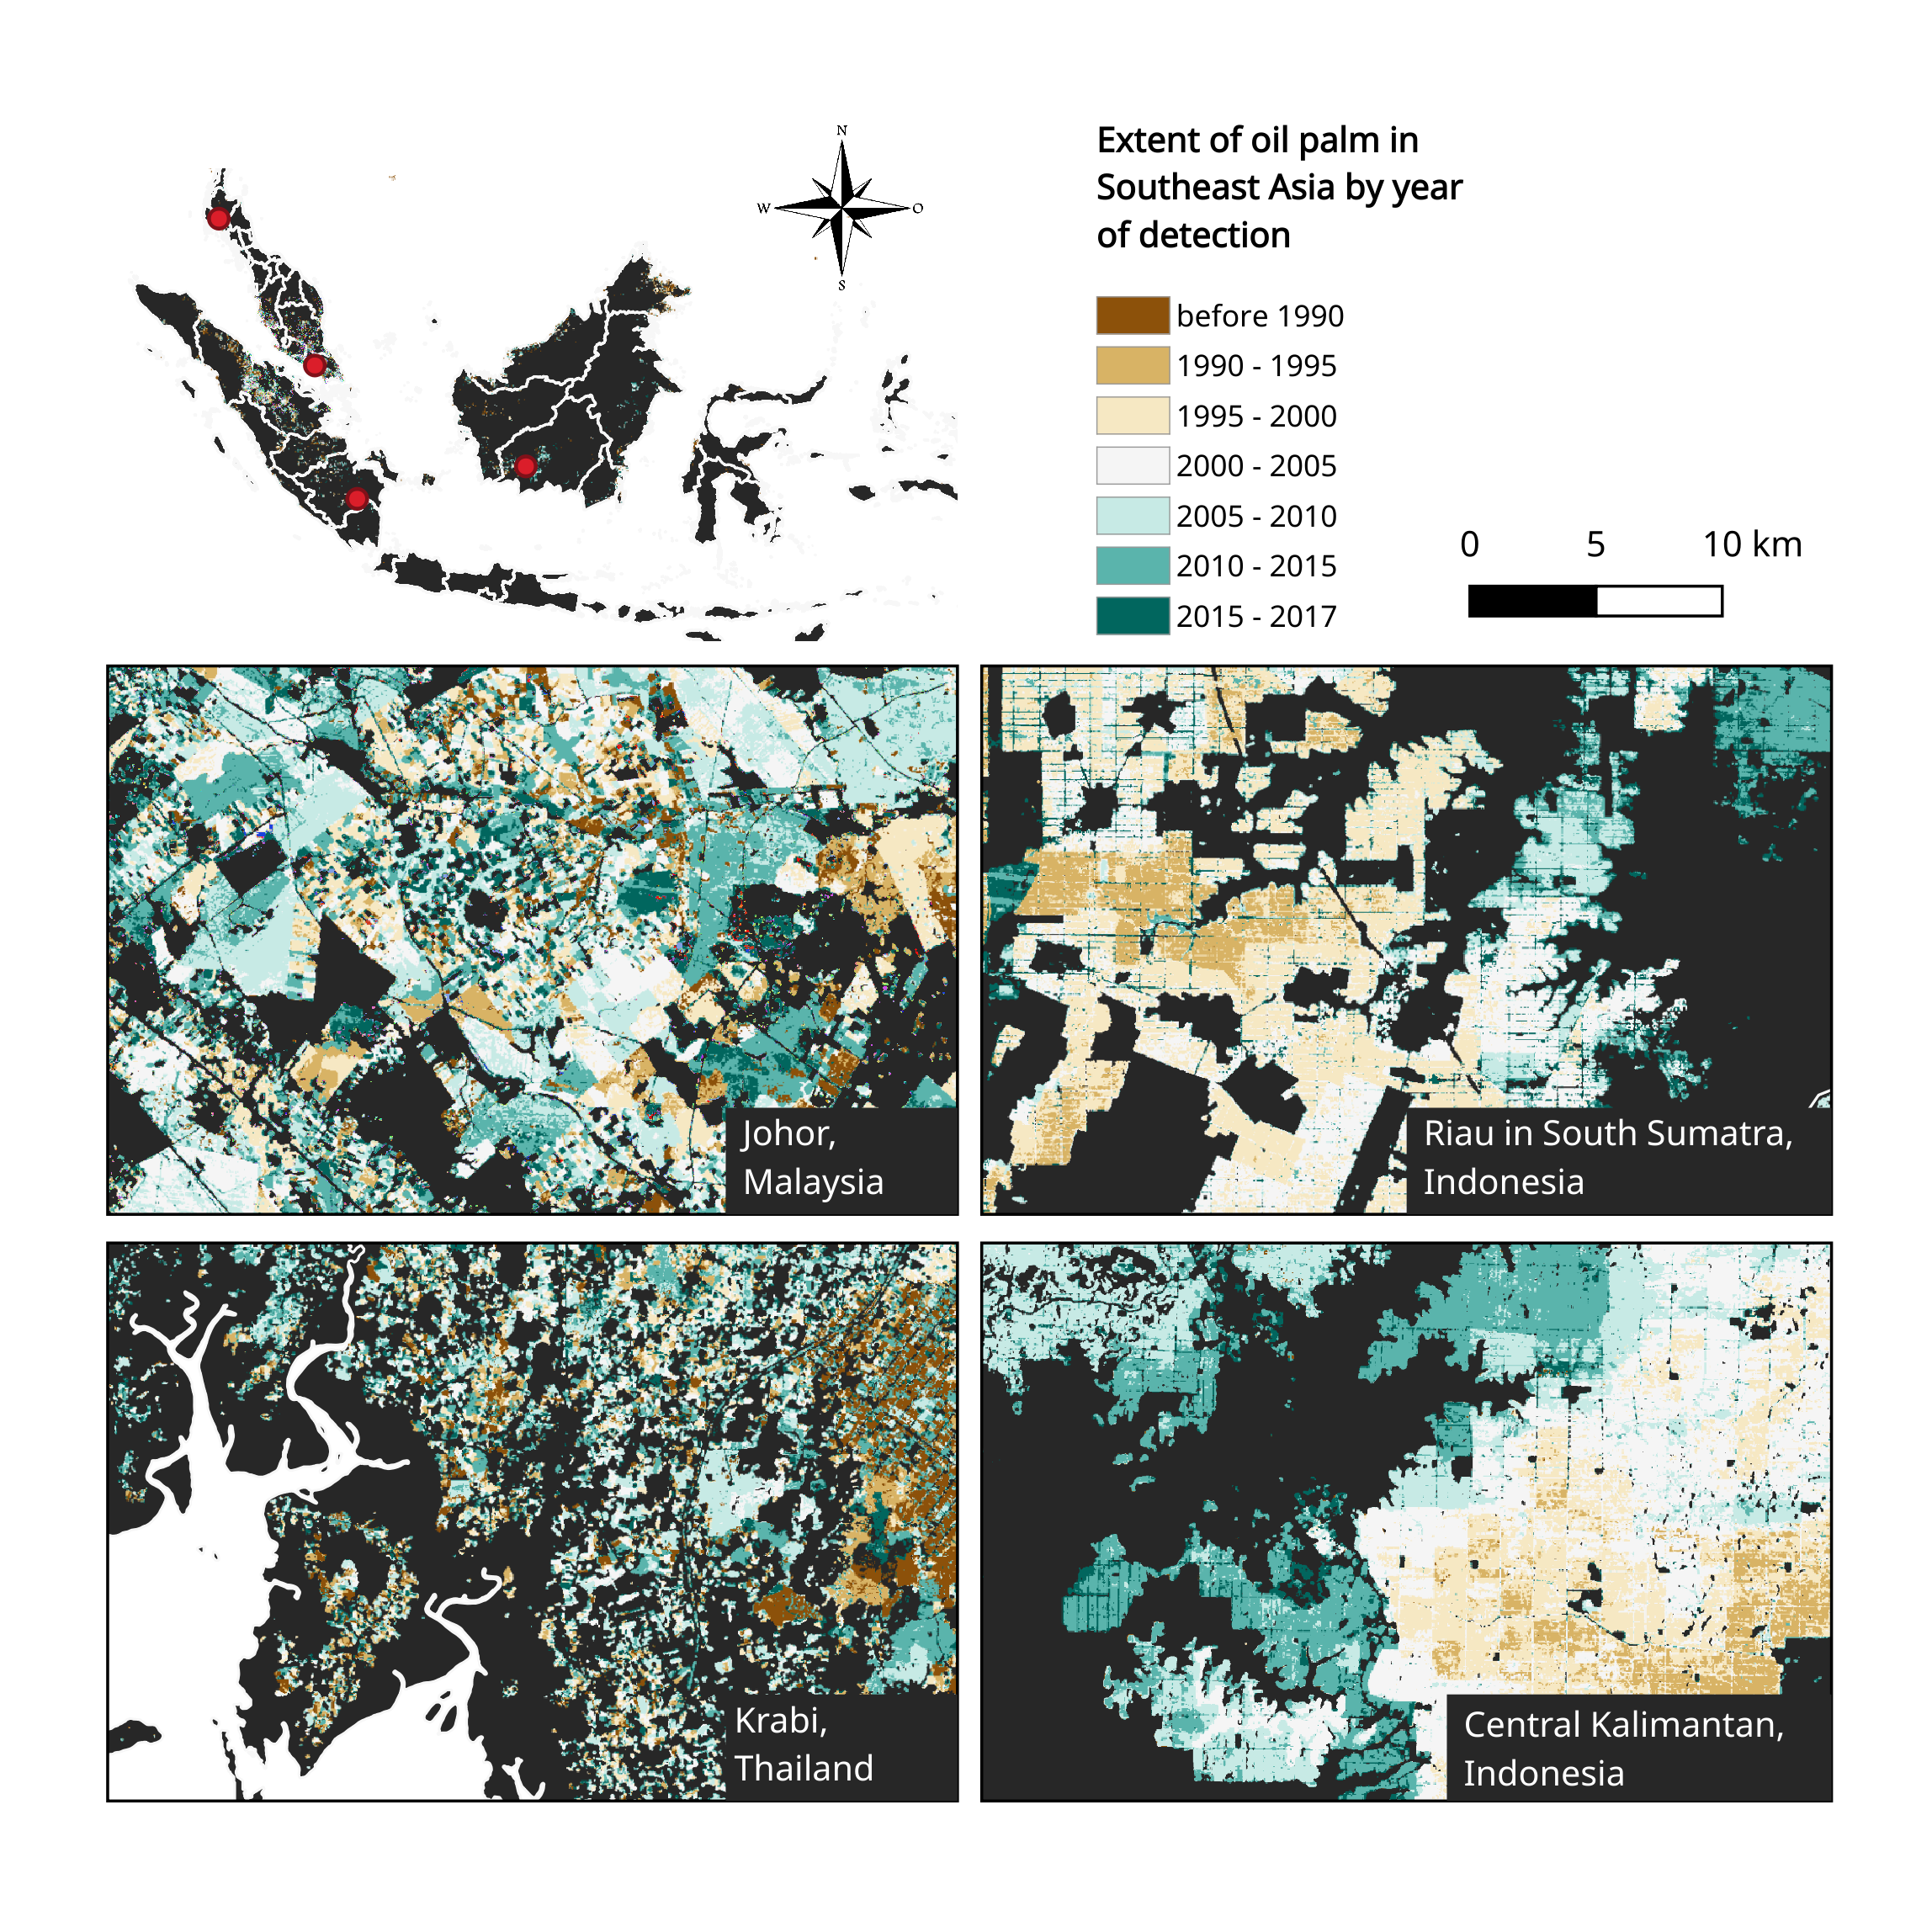 N
W
O
S
Extent of oil palm in
Southeast Asia by year
of detection
before 1990
1990 - 1995
1995 - 2000
2000 - 2005
2005 - 2010
2010 - 2015
2015 - 2017
0 5 10 km
Johor,
Malaysia
Riau in South Sumatra,
Indonesia
Krabi,
Thailand
Central Kalimantan,
Indonesia